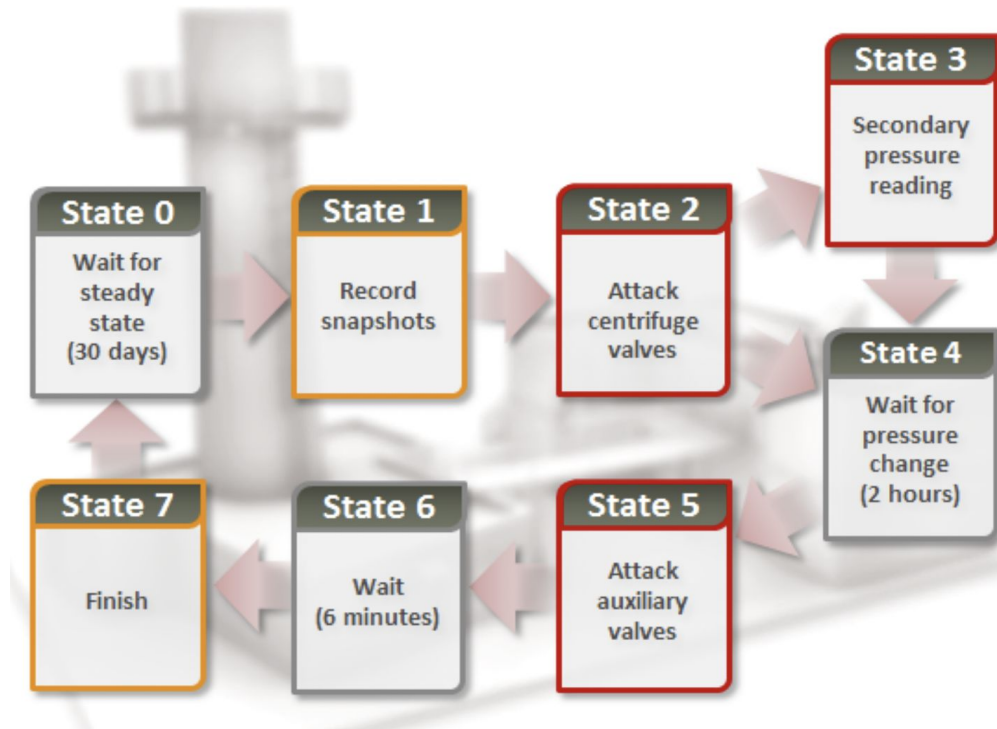 State 0
Wait for
steady
state
(30 days)
State 1
Record
snapshots
State 2
Attack
centrifuge
valves
State 3
Secondary
pressure
reading
State 4
Wait for
pressure
change
(2 hours)
State 5
Attack
auxiliary
valves
State 6
Wait
(6 minutes)
State 7
Finish